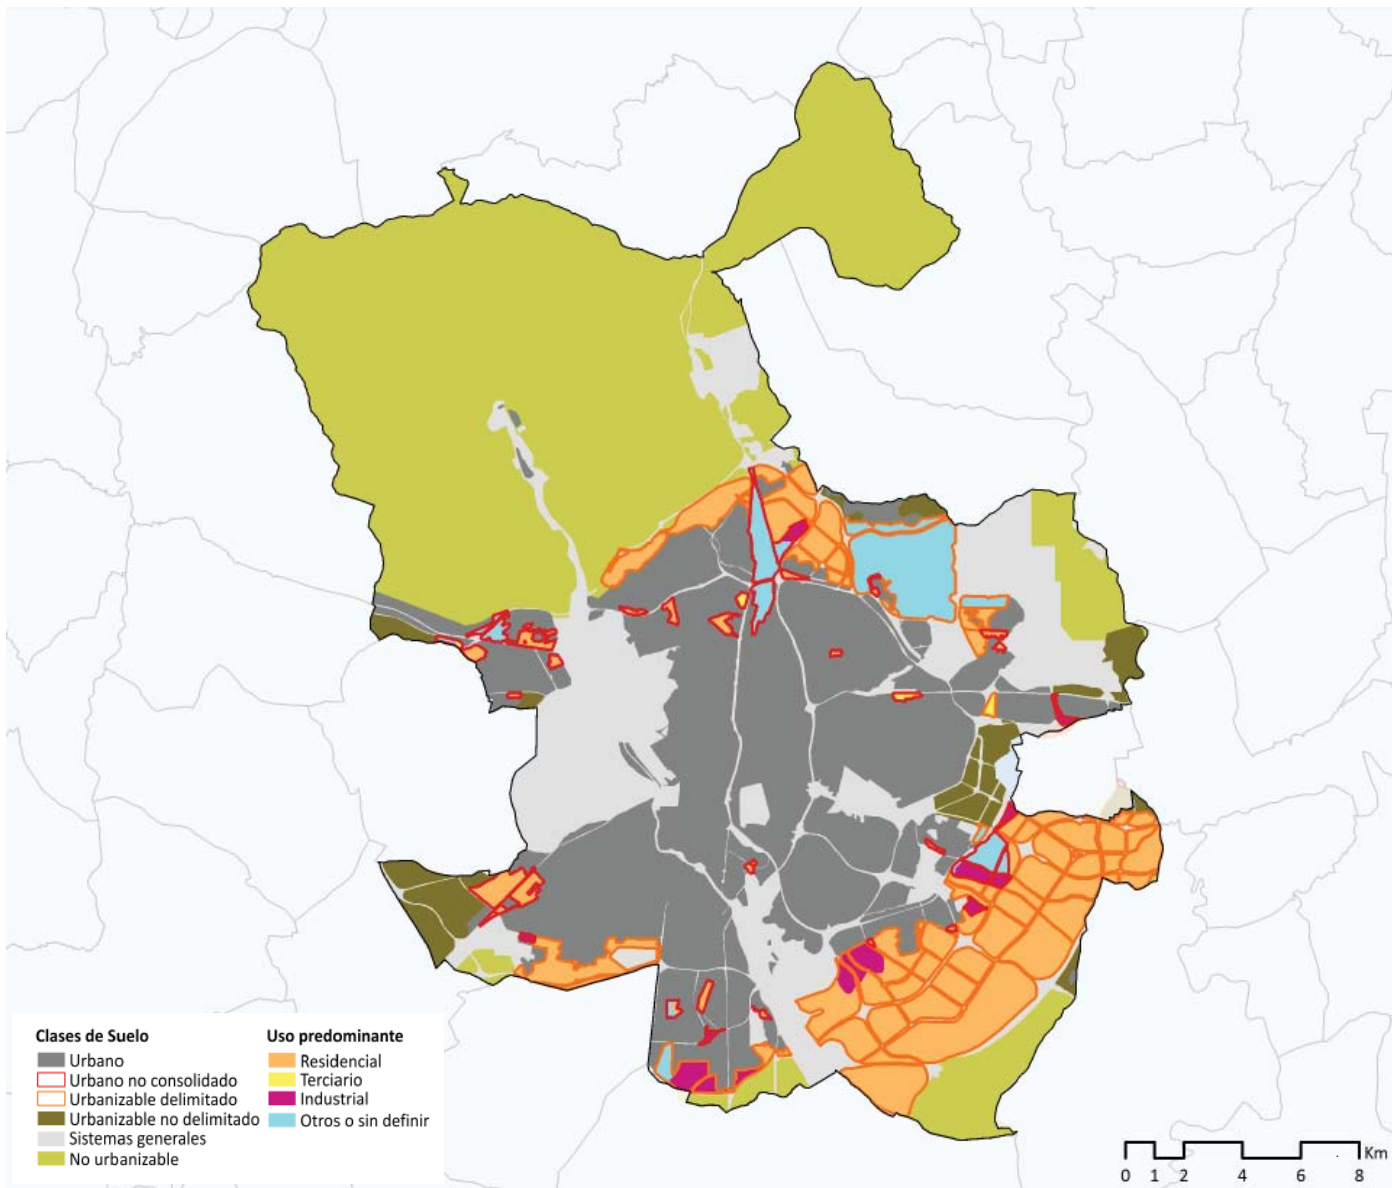 Clases de Suelo
Urbano
Urbano no consolidado
Urbanizable delimitado
Urbanizable no delimitado
Sistemas generales
No urbanizable
Uso predominante
Residencial
Terciario
Industrial
Otros o sin definir
Km
0 1 2 4 6 8